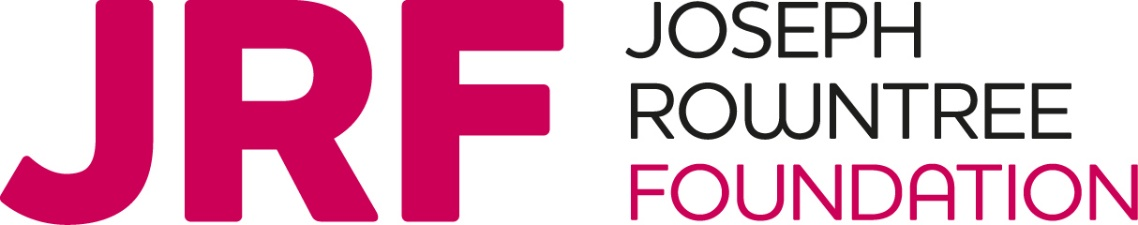 JRF
JOSEPH
ROWNTREE
FOUNDATION